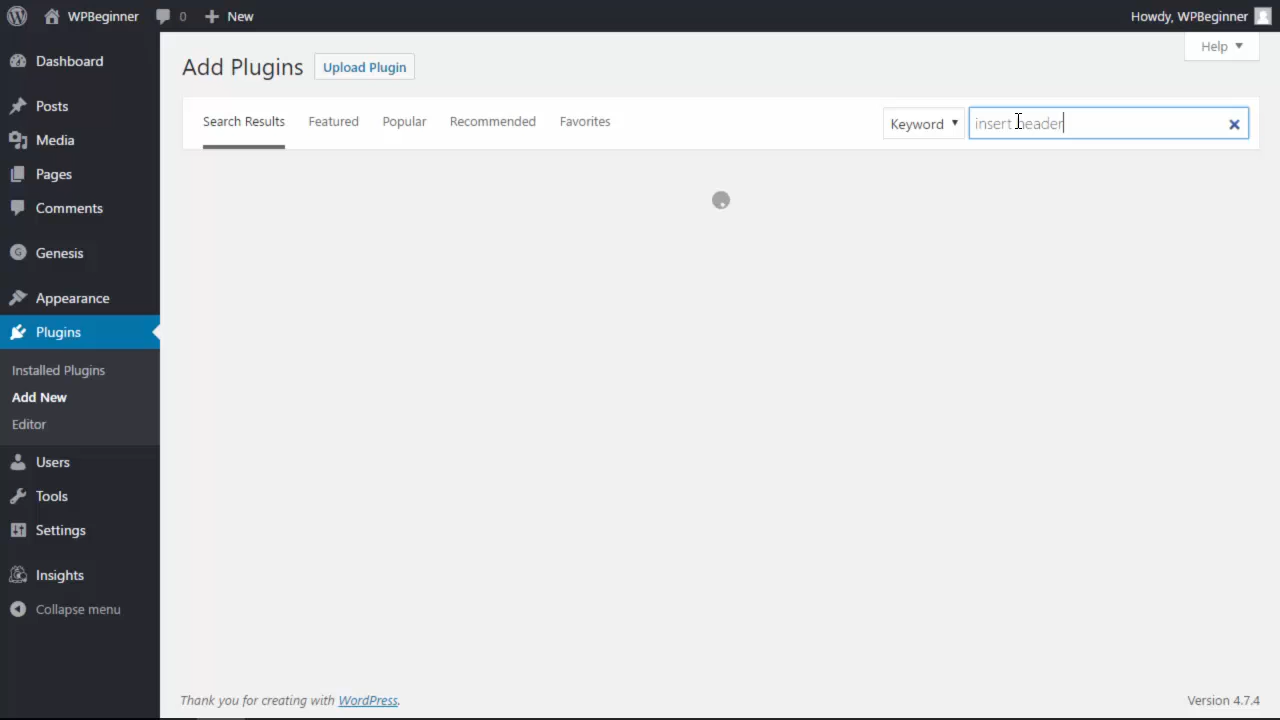 WPBeginner 0 New Howdy, WPBeginner
Help ▼
Dashboard
Posts
Media
Pages
Comments
Genesis
Appearance
Plugins
Installed Plugins
Add New
Editor
Users
Tools
Settings
Insights
Collapse menu
Add Plugins Upload Plugin
Search Results Featured Popular Recommended Favorites Keyword ▼ insert header ×
Thank you for creating with WordPress. Version 4.7.4